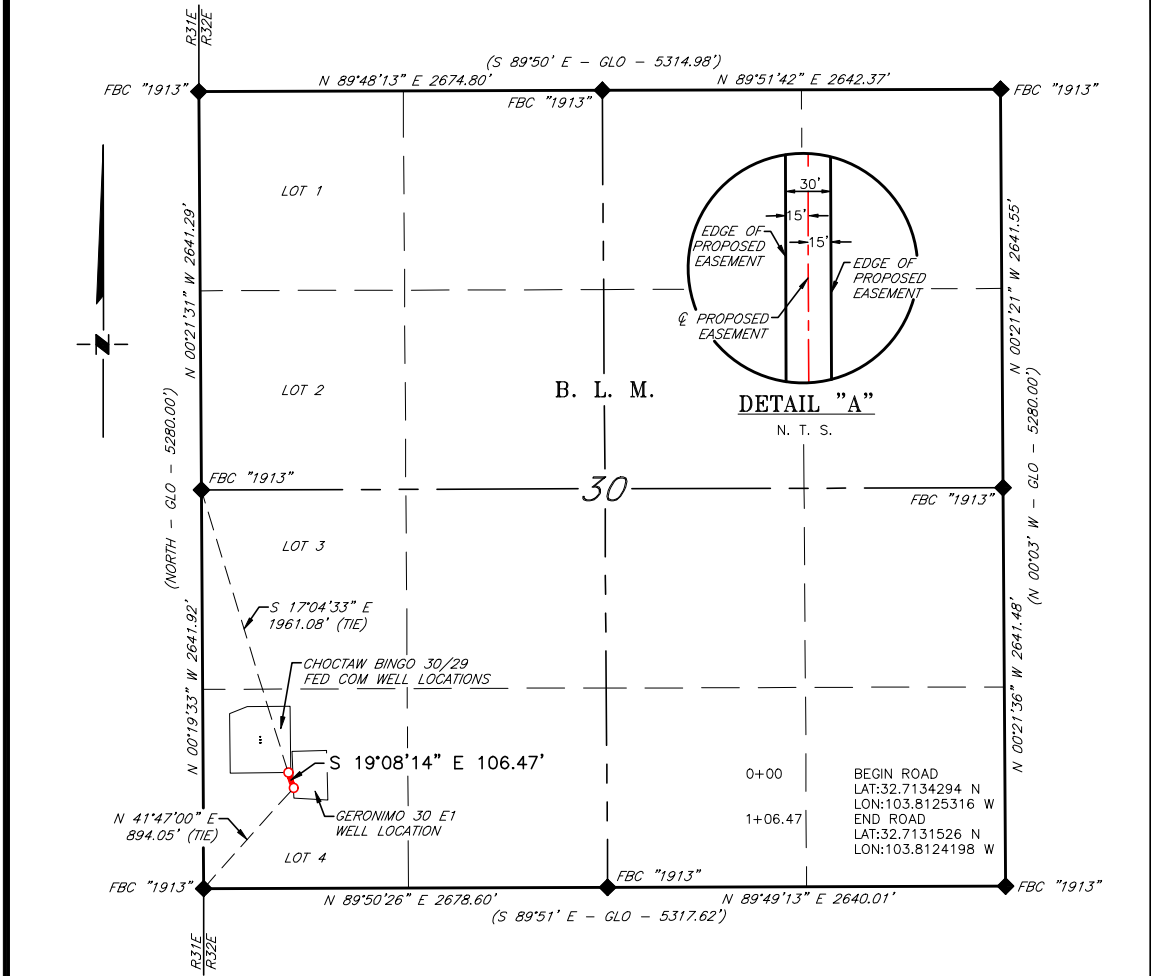 R31E
R32E
(S 89°50' E - GLO - 5314.98')
N 89°48'13" E 2674.80'
N 89°51'42" E 2642.37'
FBC "1913"
FBC "1913"
FBC "1913"
LOT 1
30'
15'
15'
EDGE OF
PROPOSED
EASEMENT
EDGE OF
PROPOSED
EASEMENT
℄ PROPOSED
EASEMENT
DETAIL "A"
N. T. S.
N 00°21'31" W 2641.29'
N 00°21'21" W 2641.55'
N
LOT 2
B. L. M.
(NORTH - GLO - 5280.00')
(N 00°03' W - GLO - 5280.00')
FBC "1913"
30
FBC "1913"
LOT 3
S 17°04'33" E
1961.08' (TIE)
N 00°19'33" W 2641.92'
N 00°21'36" W 2641.48'
CHOCTAW BINGO 30/29
FED COM WELL LOCATIONS
S 19°08'14" E 106.47'
N 41°47'00" E
894.05' (TIE)
GERONIMO 30 E1
WELL LOCATION
LOT 4
0+00 BEGIN ROAD
LAT:32.7134294 N
LON:103.8125316 W
1+06.47 END ROAD
LAT:32.7131526 N
LON:103.8124198 W
FBC "1913"
FBC "1913"
FBC "1913"
N 89°50'26" E 2678.60'
N 89°49'13" E 2640.01'
(S 89°51' E - GLO - 5317.62')
R31E
R32E